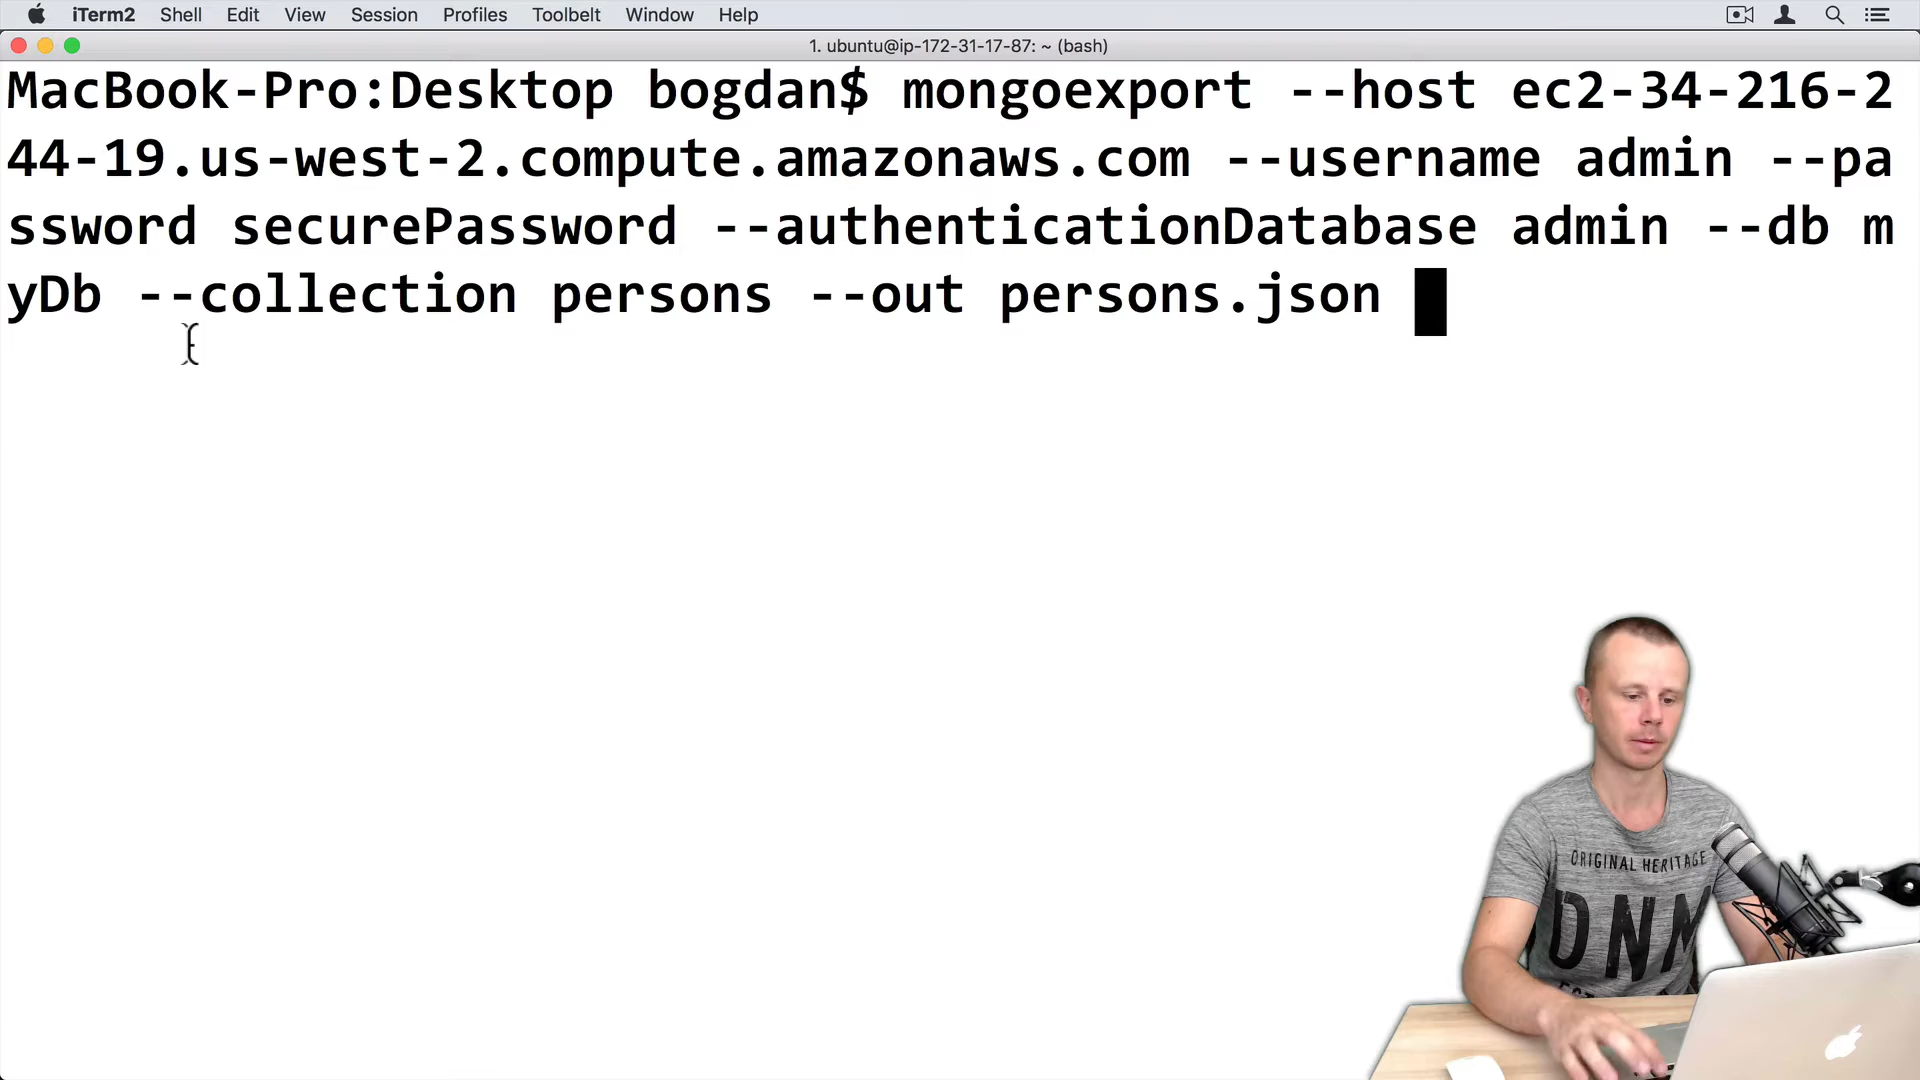 iTerm2 Shell Edit View Session Profiles Toolbelt Window Help
1. ubuntu@ip-172-31-17-87: ~ (bash)
MacBook-Pro:Desktop bogdan$ mongoexport --host ec2-34-216-2
44-19.us-west-2.compute.amazonaws.com --username admin --pa
ssword securePassword --authenticationDatabase admin --db m
yDb --collection persons --out persons.json
ORIGINAL HERITAGE
DNM